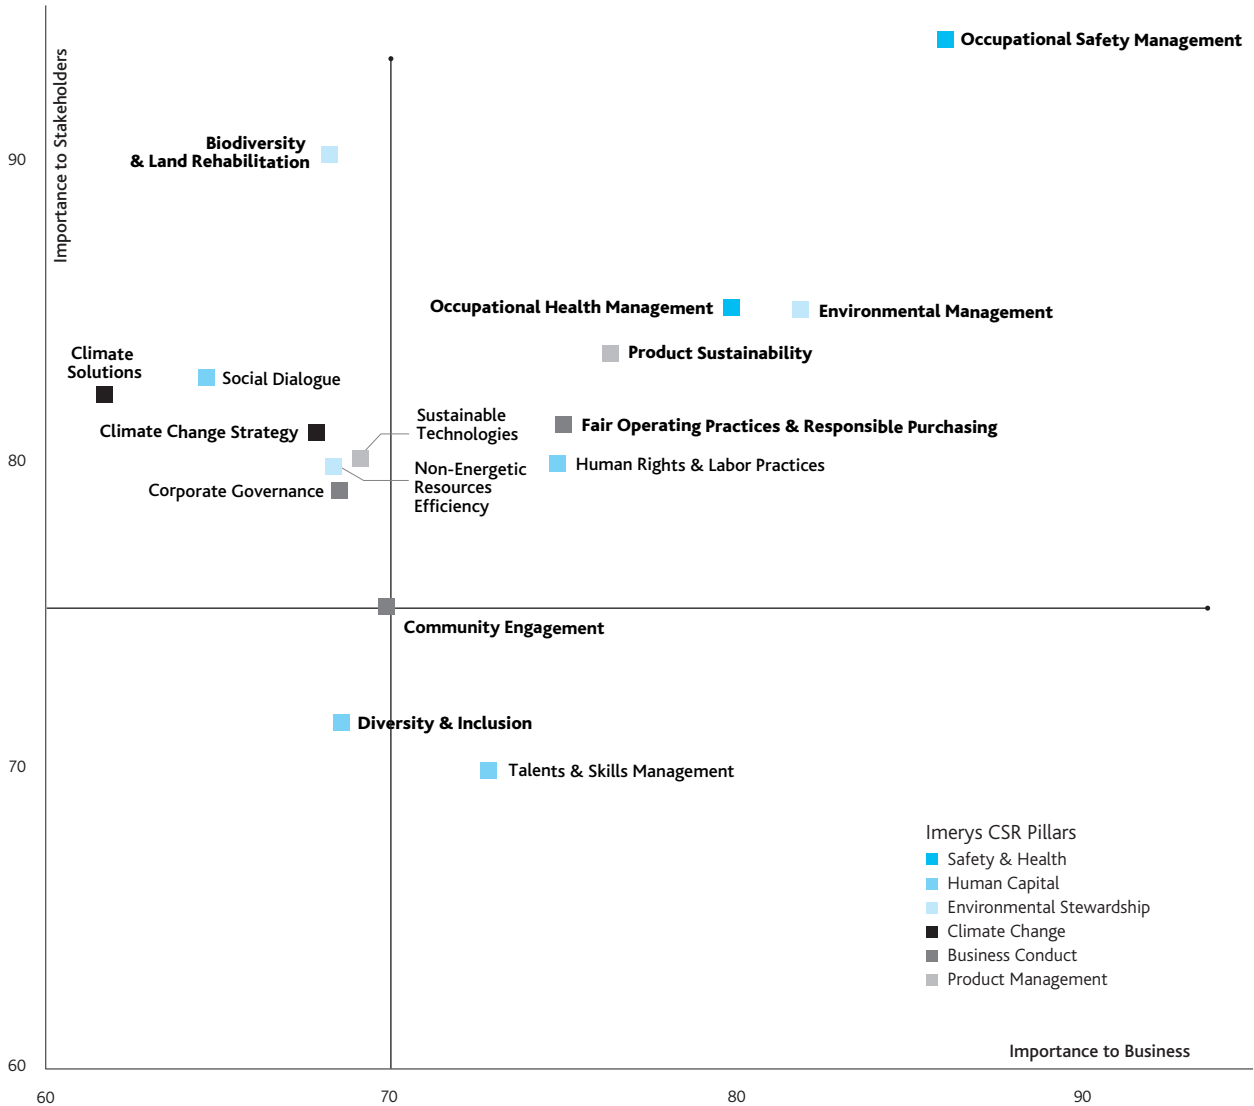 Importance to Stakeholders
Occupational Safety Management
Biodiversity
& Land Rehabilitation
90
Occupational Health Management
Environmental Management
Product Sustainability
Climate
Solutions
Social Dialogue
Sustainable
Technologies
Fair Operating Practices & Responsible Purchasing
Climate Change Strategy
80
Human Rights & Labor Practices
Non-Energetic
Resources
Efficiency
Corporate Governance
Community Engagement
Diversity & Inclusion
70
Talents & Skills Management
Imerys CSR Pillars
Safety & Health
Human Capital
Environmental Stewardship
Climate Change
Business Conduct
Product Management
Importance to Business
60
60
70
80
90